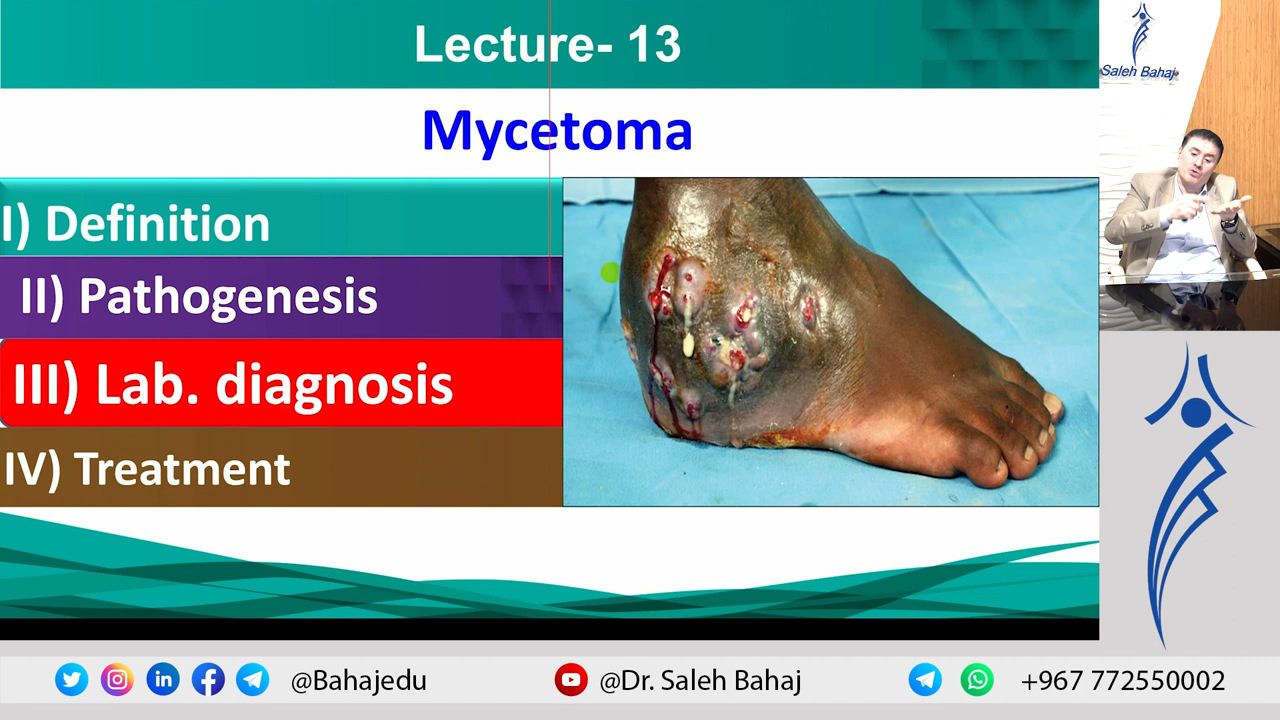 Lecture- 13
Mycetoma
I) Definition
II) Pathogenesis
III) Lab. diagnosis
IV) Treatment
Saleh Bahaj
@Bahajedu
@Dr. Saleh Bahaj
+967 772550002